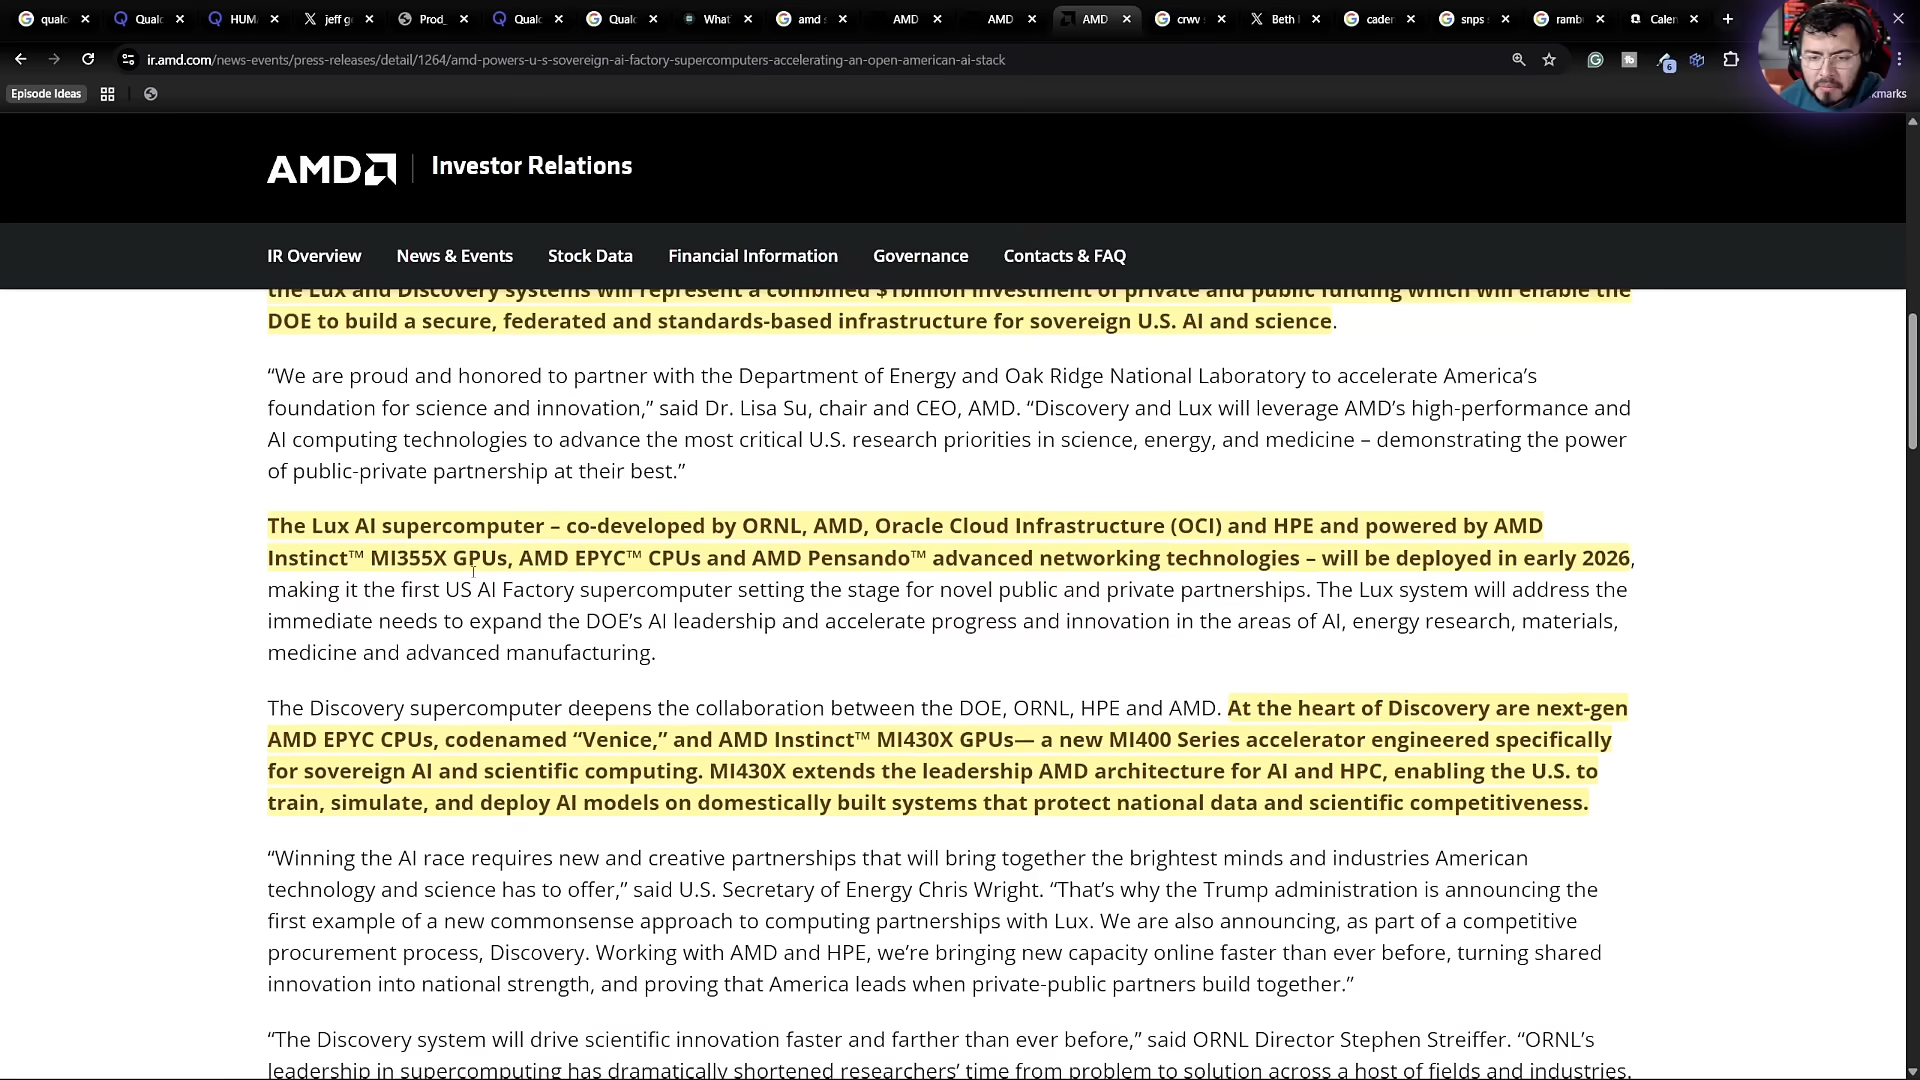 qualc
Qualc
HUMA
jeff g
Prod_
Qualc
Qualc
What'
amd s
AMD
AMD
AMD
crwv
Beth
caden
snps
ramb
Calen
ir.amd.com/news-events/press-releases/detail/1264/amd-powers-u-s-sovereign-ai-factory-supercomputers-accelerating-an-open-american-ai-stack
6
Episode Ideas
kmarks
AMD
Investor Relations
IR Overview
News & Events
Stock Data
Financial Information
Governance
Contacts & FAQ
the Lux and Discovery systems will represent a combined $1billion investment of private and public funding which will enable the
DOE to build a secure, federated and standards-based infrastructure for sovereign U.S. AI and science.
“We are proud and honored to partner with the Department of Energy and Oak Ridge National Laboratory to accelerate America’s
foundation for science and innovation,” said Dr. Lisa Su, chair and CEO, AMD. “Discovery and Lux will leverage AMD’s high-performance and
AI computing technologies to advance the most critical U.S. research priorities in science, energy, and medicine – demonstrating the power
of public-private partnership at their best.”
The Lux AI supercomputer – co-developed by ORNL, AMD, Oracle Cloud Infrastructure (OCI) and HPE and powered by AMD
Instinct™ MI355X GPUs, AMD EPYC™ CPUs and AMD Pensando™ advanced networking technologies – will be deployed in early 2026,
making it the first US AI Factory supercomputer setting the stage for novel public and private partnerships. The Lux system will address the
immediate needs to expand the DOE’s AI leadership and accelerate progress and innovation in the areas of AI, energy research, materials,
medicine and advanced manufacturing.
The Discovery supercomputer deepens the collaboration between the DOE, ORNL, HPE and AMD. At the heart of Discovery are next-gen
AMD EPYC CPUs, codenamed “Venice,” and AMD Instinct™ MI430X GPUs— a new MI400 Series accelerator engineered specifically
for sovereign AI and scientific computing. MI430X extends the leadership AMD architecture for AI and HPC, enabling the U.S. to
train, simulate, and deploy AI models on domestically built systems that protect national data and scientific competitiveness.
“Winning the AI race requires new and creative partnerships that will bring together the brightest minds and industries American
technology and science has to offer,” said U.S. Secretary of Energy Chris Wright. “That’s why the Trump administration is announcing the
first example of a new commonsense approach to computing partnerships with Lux. We are also announcing, as part of a competitive
procurement process, Discovery. Working with AMD and HPE, we’re bringing new capacity online faster than ever before, turning shared
innovation into national strength, and proving that America leads when private-public partners build together.”
“The Discovery system will drive scientific innovation faster and farther than ever before,” said ORNL Director Stephen Streiffer. “ORNL’s
leadership in supercomputing has dramatically shortened researchers’ time from problem to solution across a host of fields and industries.